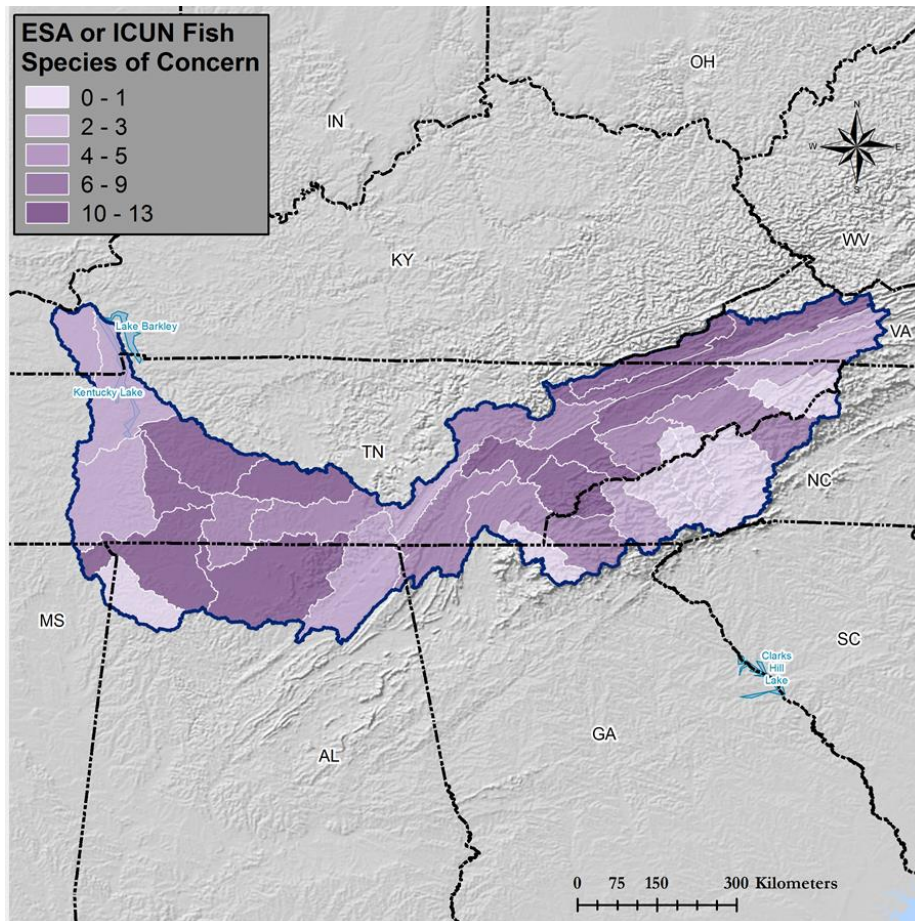 ESA or ICUN Fish
Species of Concern
0 - 1
2 - 3
4 - 5
6 - 9
10 - 13
OH
IN
N
W
E
S
WV
KY
Lake Barkley
VA
Kentucky Lake
TN
NC
MS
SC
Clarks
Hill
Lake
GA
AL
0 75 150 300 Kilometers